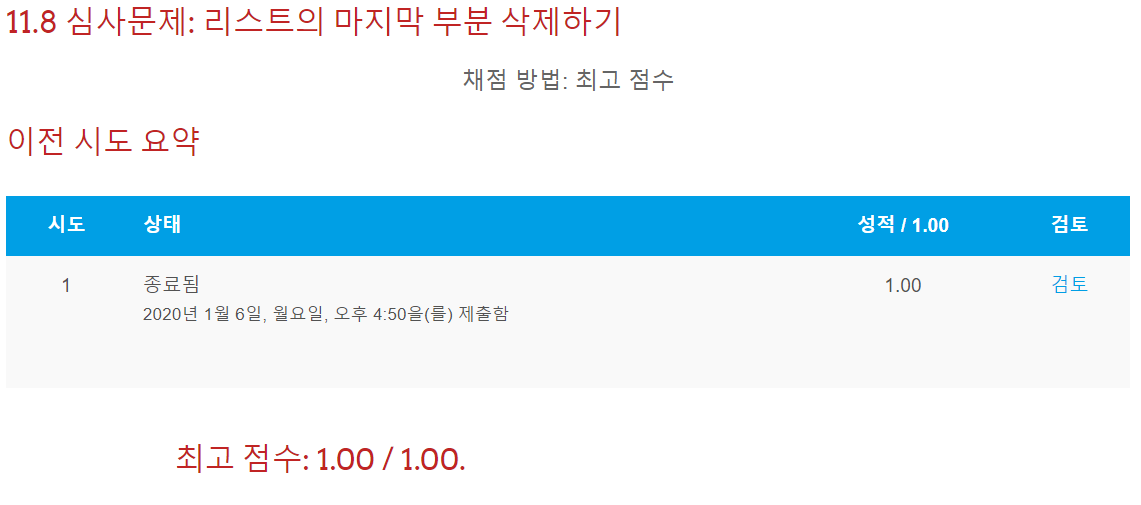 11.8 심사문제: 리스트의 마지막 부분 삭제하기
채점 방법: 최고 점수
이전 시도 요약
시도 상태 성적 / 1.00 검토
1 종료됨 1.00 검토
2020년 1월 6일, 월요일, 오후 4:50을(를) 제출함
최고 점수: 1.00 / 1.00.